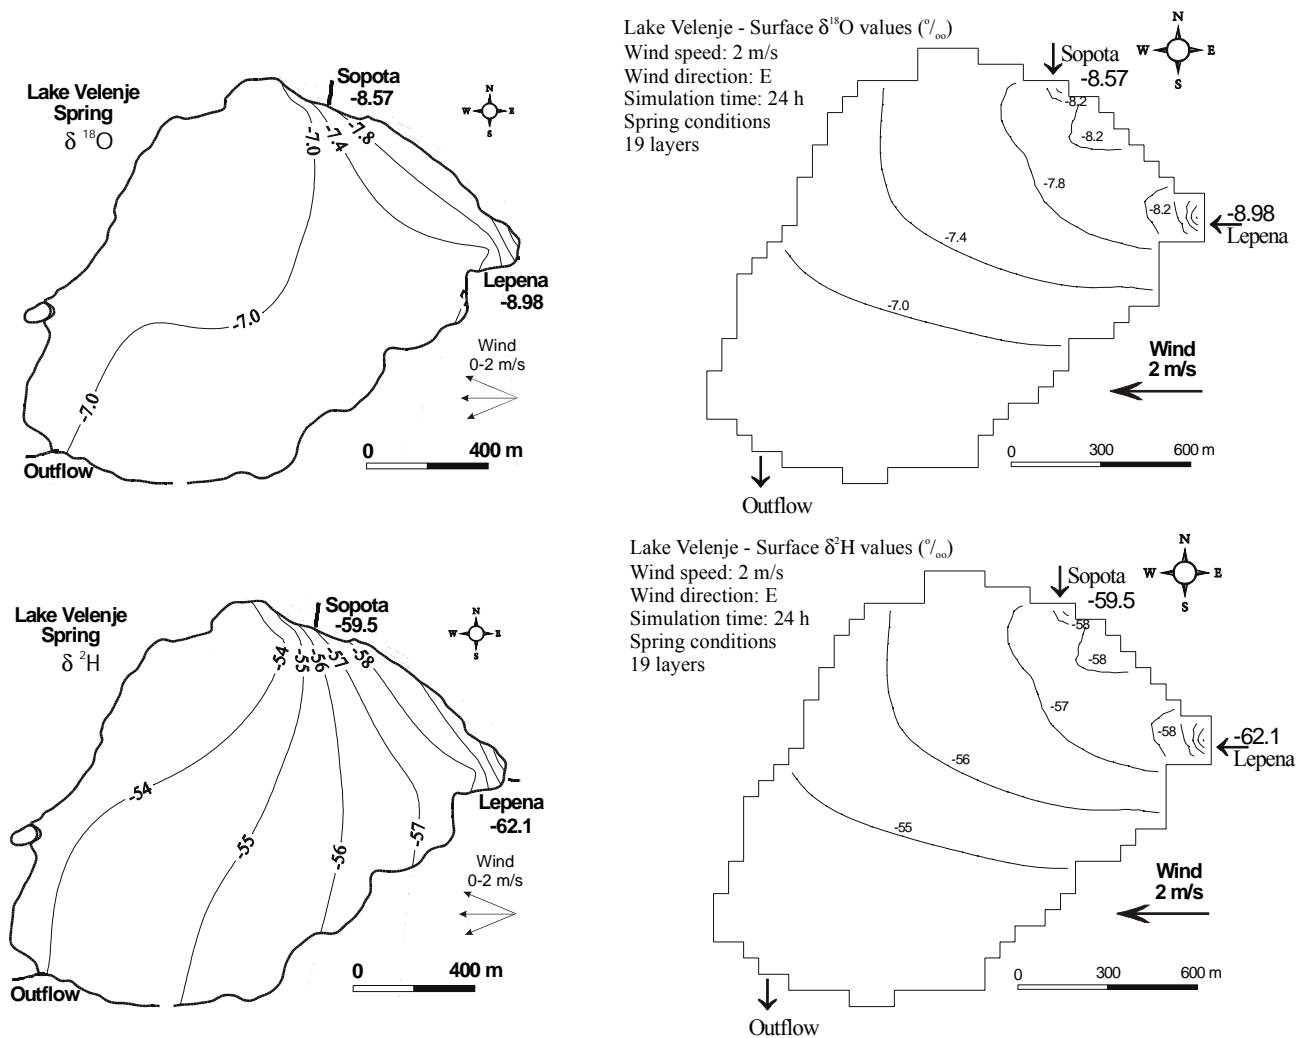 Lake Velenje
Spring
δ ¹⁸O
Sopota
-8.57
N
W E
S
-7.0
-7.4
-7.8
-7.0
-7.0
Lepena
-8.98
Wind
0-2 m/s
0 400 m
Outflow
Lake Velenje - Surface δ¹⁸O values (°/₀₀)
Wind speed: 2 m/s
Wind direction: E
Simulation time: 24 h
Spring conditions
19 layers
Sopota
-8.57
N
W E
S
-8.2
-8.2
-7.8
-8.2
-8.98
Lepena
-7.4
-7.0
Wind
2 m/s
0 300 600 m
Outflow
Lake Velenje
Spring
δ ²H
Sopota
-59.5
N
W E
S
-54
-55
-56
-57
-58
-54
-55
-56
-57
Lepena
-62.1
Wind
0-2 m/s
0 400 m
Outflow
Lake Velenje - Surface δ²H values (°/₀₀)
Wind speed: 2 m/s
Wind direction: E
Simulation time: 24 h
Spring conditions
19 layers
Sopota
-59.5
N
W E
S
-58
-58
-57
-58
-62.1
Lepena
-56
-55
Wind
2 m/s
0 300 600 m
Outflow